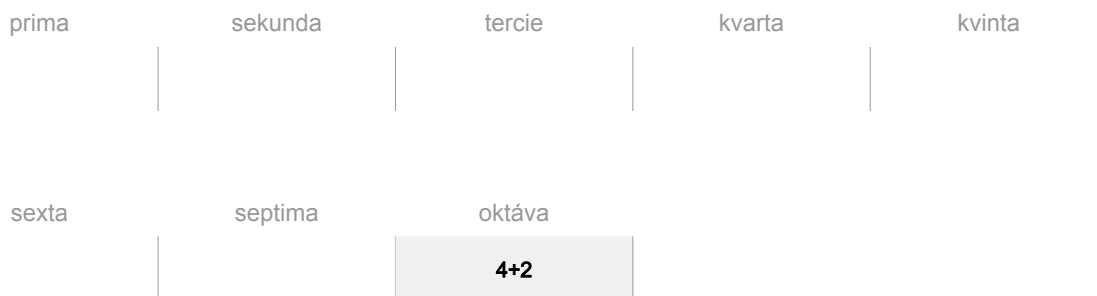 prima sekunda tercie kvarta kvinta
sexta septima oktáva
4+2